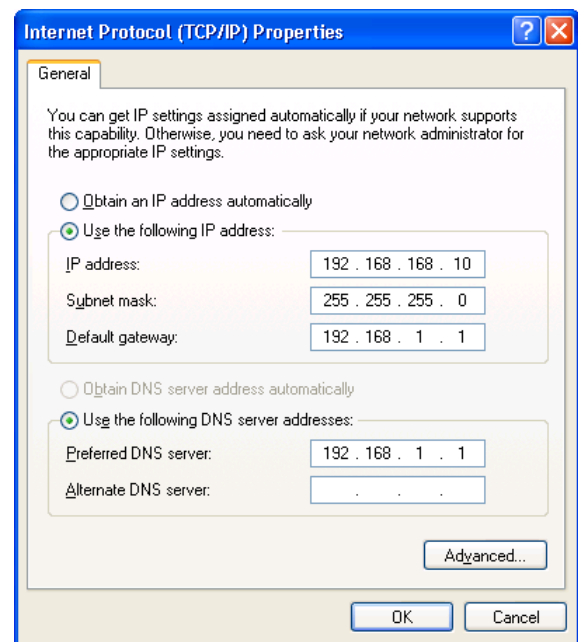 Internet Protocol (TCP/IP) Properties
General
You can get IP settings assigned automatically if your network supports
this capability. Otherwise, you need to ask your network administrator for
the appropriate IP settings.
Obtain an IP address automatically
Use the following IP address:
IP address: 192 . 168 . 168 . 10
Subnet mask: 255 . 255 . 255 . 0
Default gateway: 192 . 168 . 1 . 1
Obtain DNS server address automatically
Use the following DNS server addresses:
Preferred DNS server: 192 . 168 . 1 . 1
Alternate DNS server: . . .
Advanced...
OK Cancel